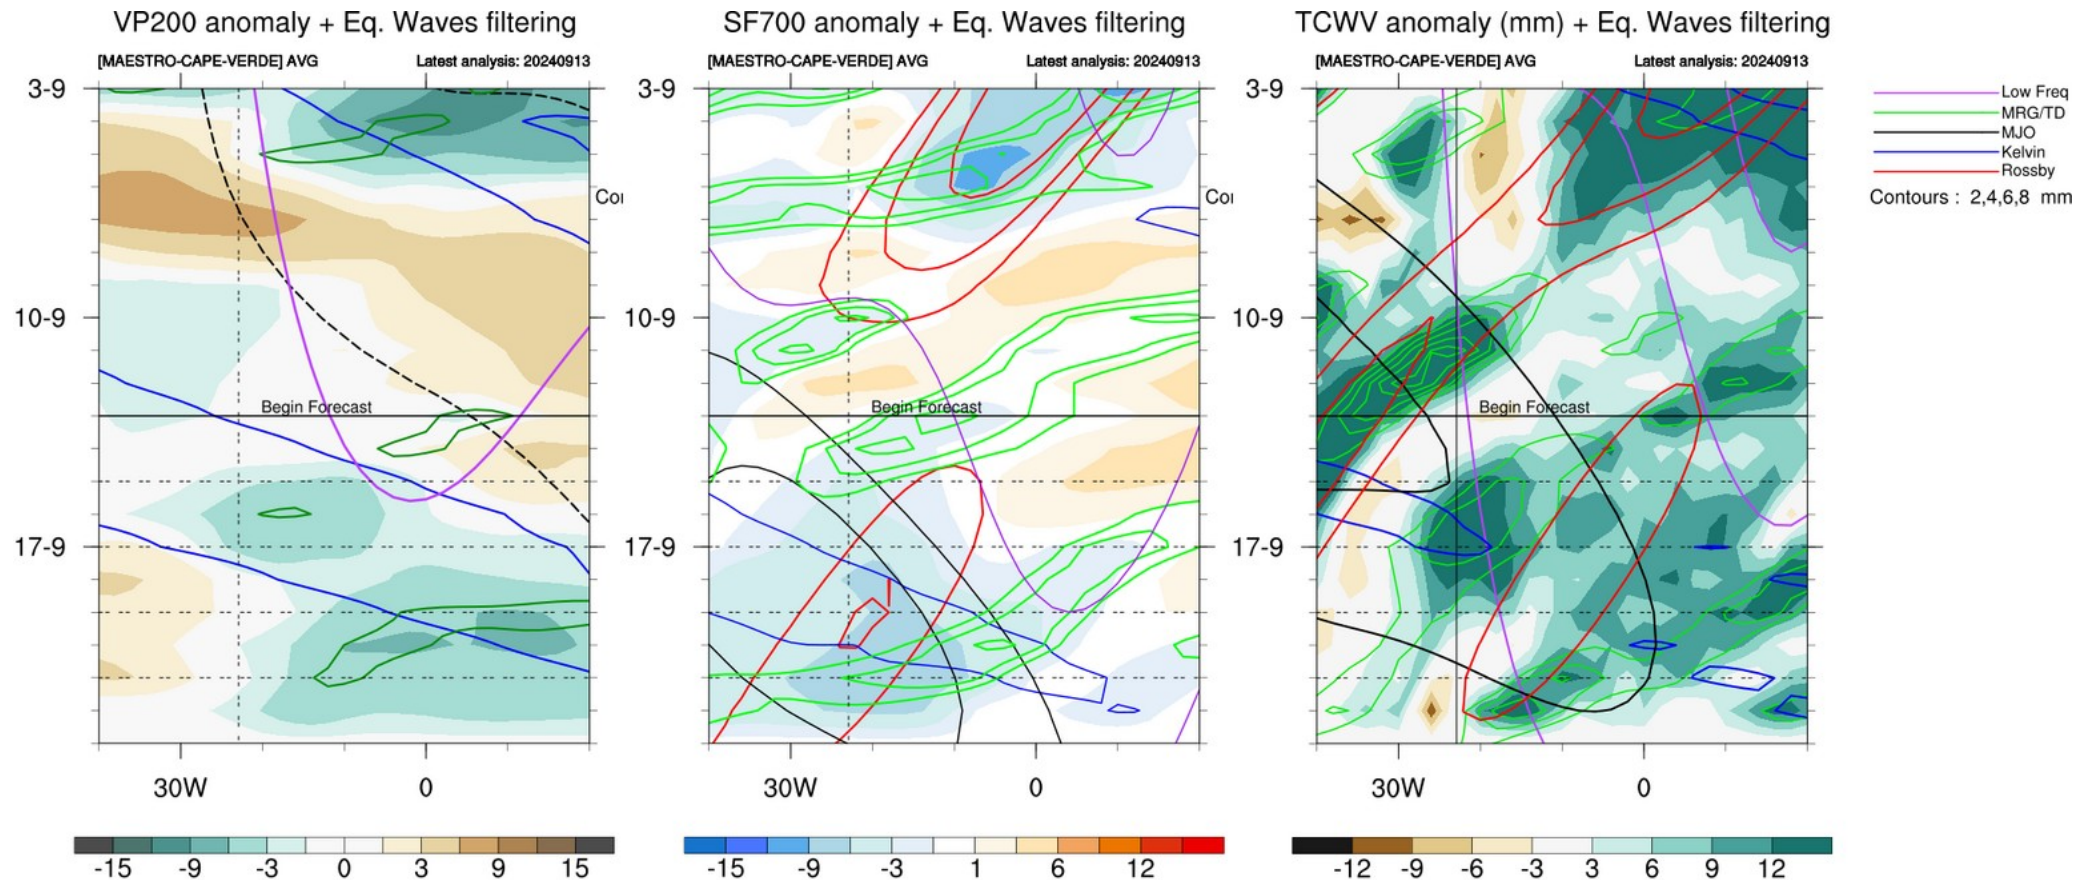 VP200 anomaly + Eq. Waves filtering
[MAESTRO-CAPE-VERDE] AVG Latest analysis: 20240913
3-9
10-9
17-9
Begin Forecast
30W 0
-15 -9 -3 0 3 9 15
Cor
SF700 anomaly + Eq. Waves filtering
[MAESTRO-CAPE-VERDE] AVG Latest analysis: 20240913
3-9
10-9
17-9
Begin Forecast
30W 0
-15 -9 -3 1 6 12
Cor
TCWV anomaly (mm) + Eq. Waves filtering
[MAESTRO-CAPE-VERDE] AVG Latest analysis: 20240913
3-9
10-9
17-9
Begin Forecast
30W 0
-12 -9 -6 -3 3 6 9 12
Low Freq
MRG/TD
MJO
Kelvin
Rossby
Contours : 2,4,6,8 mm